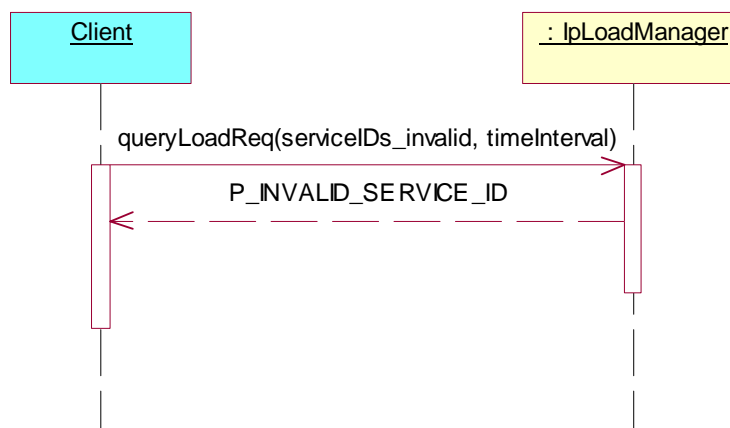 Client
: IpLoadManager
queryLoadReq(serviceIDs_invalid, timeInterval)
P_INVALID_SERVICE_ID